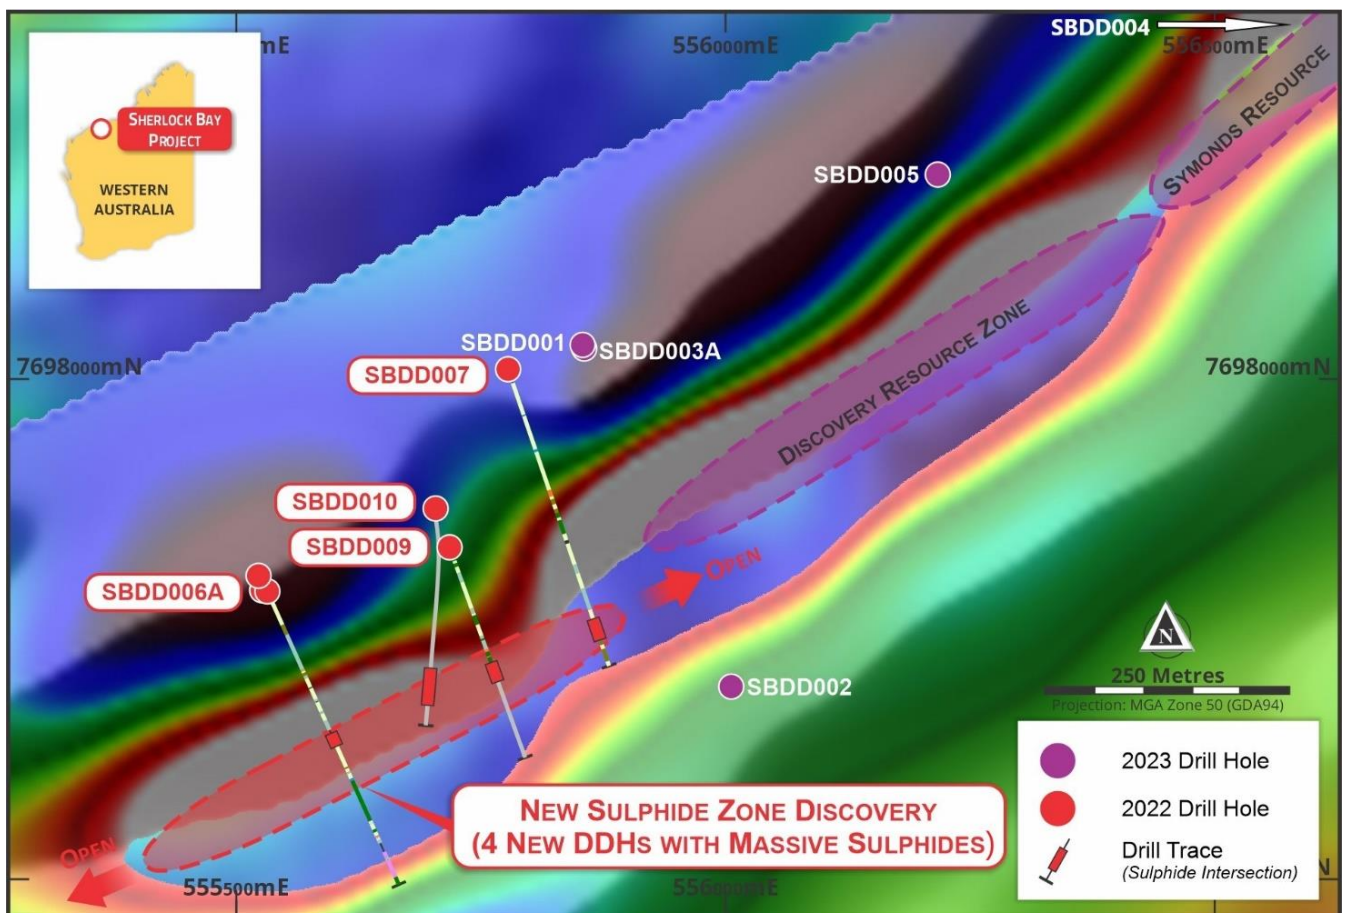 mE
556000mE
SBDD004
556500mE
SHERLOCK BAY
PROJECT
WESTERN
AUSTRALIA
SYMONDS RESOURCE
SBDD005
SBDD001
SBDD003A
7698000mN
7698000mN
SBDD007
DISCOVERY RESOURCE ZONE
SBDD010
SBDD009
OPEN
SBDD006A
N
250 Metres
Projection: MGA Zone 50 (GDA94)
SBDD002
2023 Drill Hole
2022 Drill Hole
Drill Trace
(Sulphide Intersection)
NEW SULPHIDE ZONE DISCOVERY
(4 NEW DDHS WITH MASSIVE SULPHIDES)
OPEN
555500mE
556000mE
N